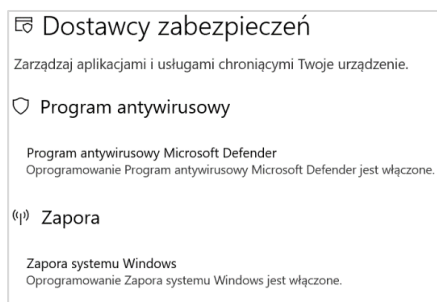 Dostawcy zabezpieczeń
Zarządzaj aplikacjami i usługami chroniącymi Twoje urządzenie.
Program antywirusowy
Program antywirusowy Microsoft Defender
Oprogramowanie Program antywirusowy Microsoft Defender jest włączone.
Zapora
Zapora systemu Windows
Oprogramowanie Zapora systemu Windows jest włączone.